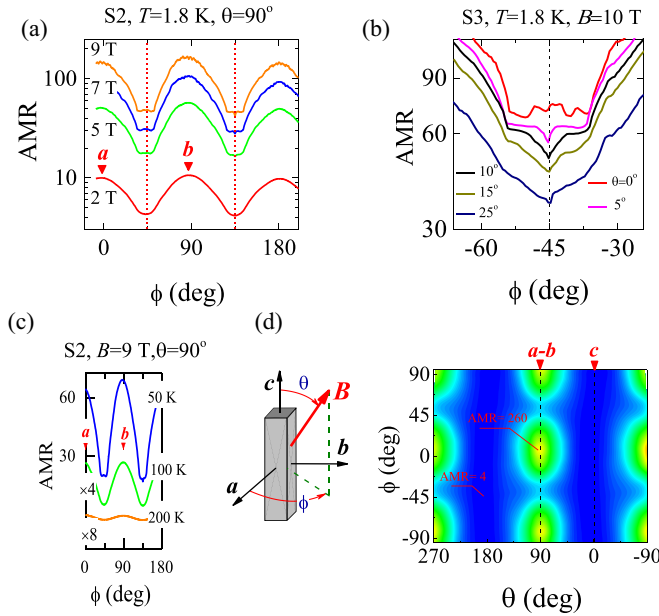 S2, T=1.8 K, θ=90°
S3, T=1.8 K, B=10 T
(a)
(b)
9 T
7 T
5 T
2 T
a
b
100
10
AMR
0
90
180
ϕ (deg)
90
60
30
AMR
10°
15°
25°
θ=0°
5°
-60
-45
-30
ϕ (deg)
(c)
S2, B=9 T,θ=90°
(d)
60
30
AMR
50 K
a
b
100 K
×4
200 K
×8
0
90
180
ϕ (deg)
c
θ
B
b
a
ϕ
a-b
c
90
45
0
-45
-90
ϕ (deg)
AMR=260
AMR=4
270
180
90
0
-90
θ (deg)